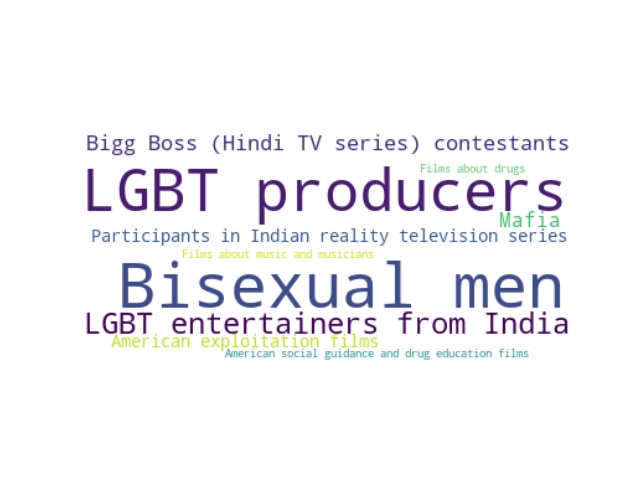 Bigg Boss (Hindi TV series) contestants
Films about drugs
LGBT producers
Mafia
Participants in Indian reality television series
Films about music and musicians
Bisexual men
LGBT entertainers from India
American exploitation films
American social guidance and drug education films